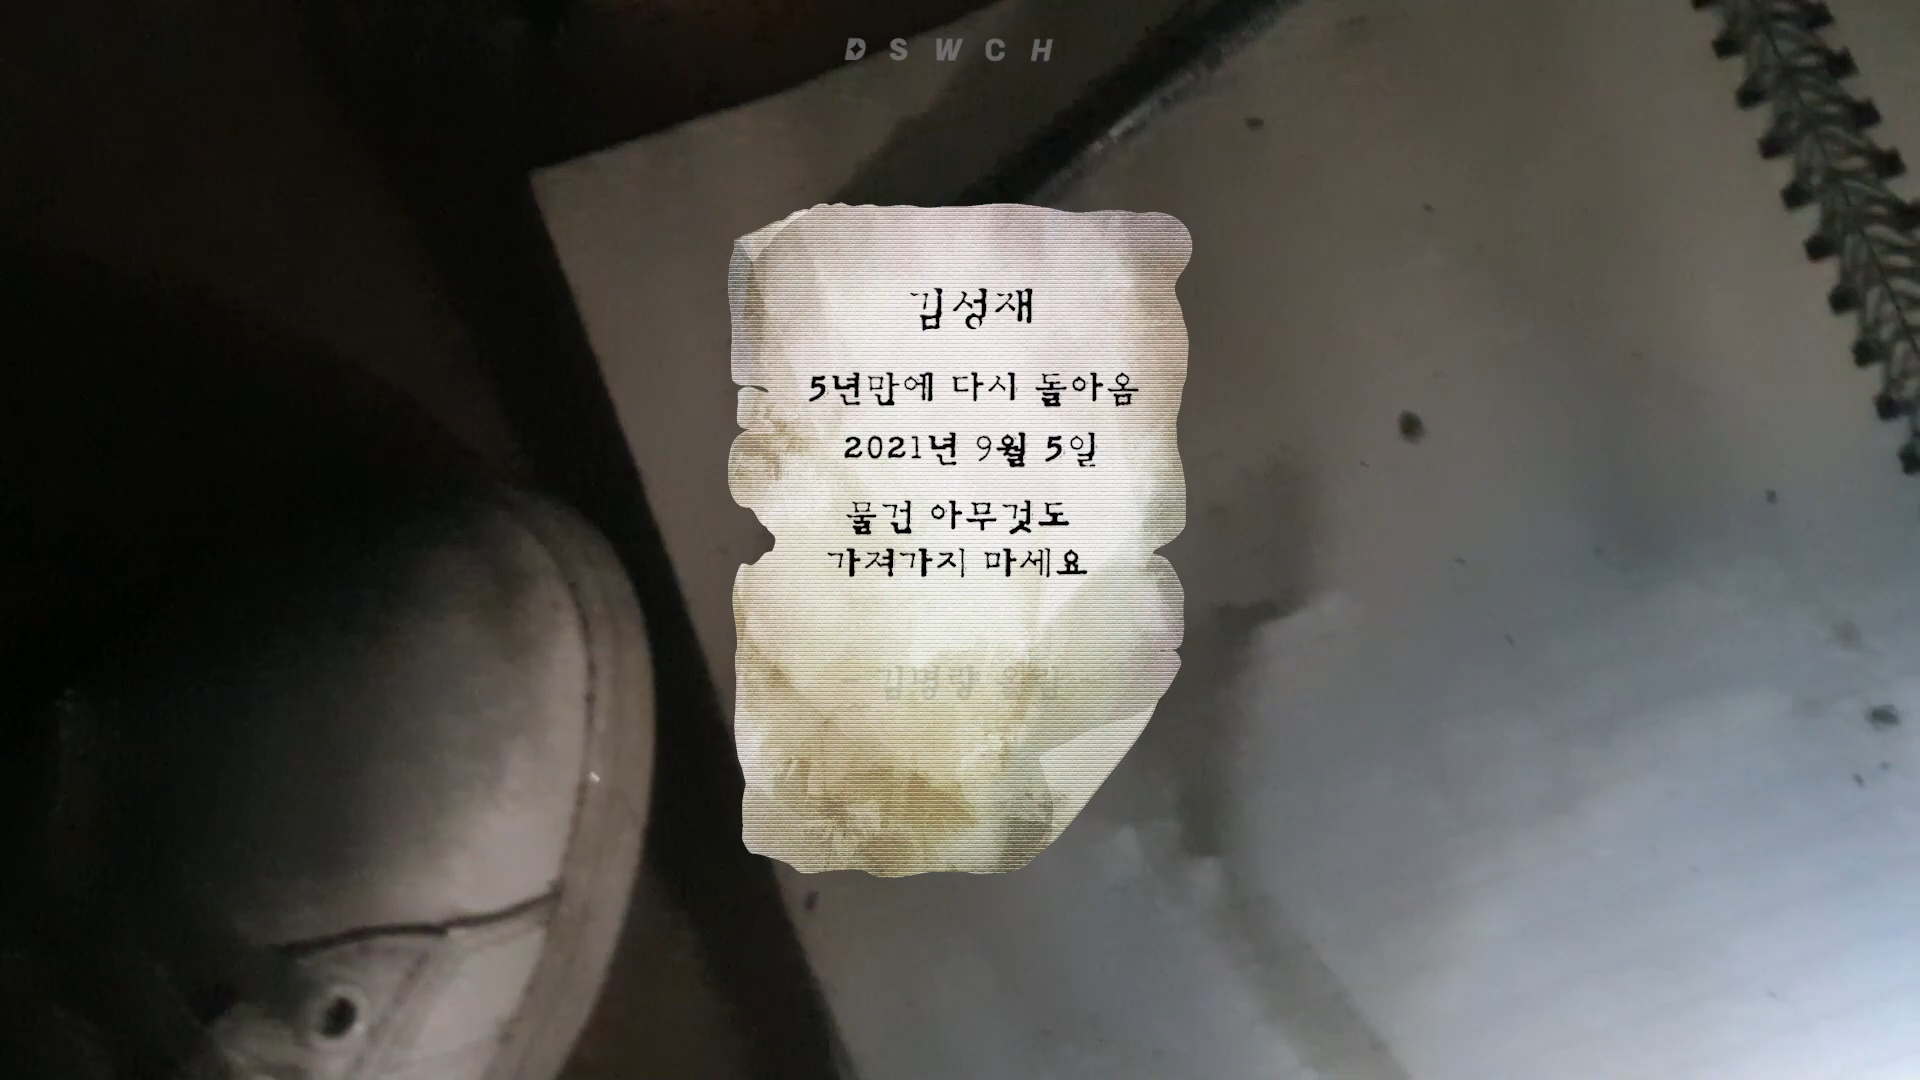 DSWCH
김성재
5년만에 다시 돌아옴
2021년 9월 5일
물건 아무것도
가져가지 마세요